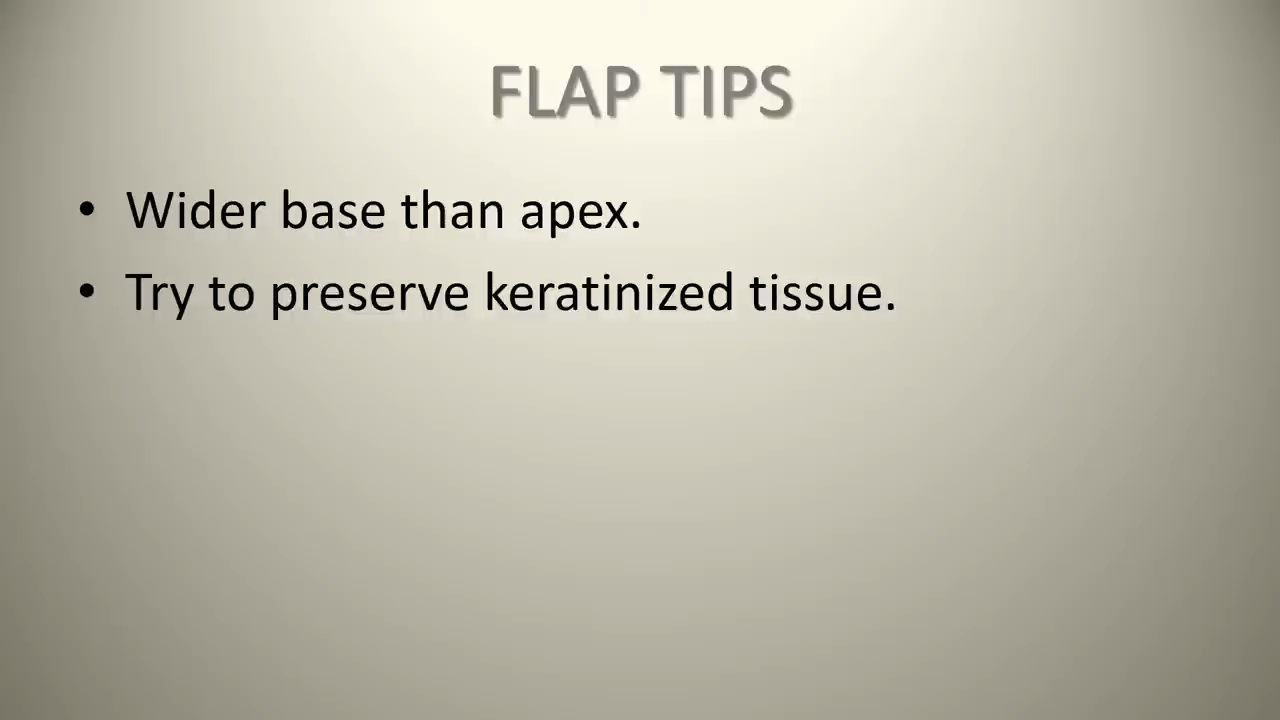 FLAP TIPS
• Wider base than apex.
• Try to preserve keratinized tissue.